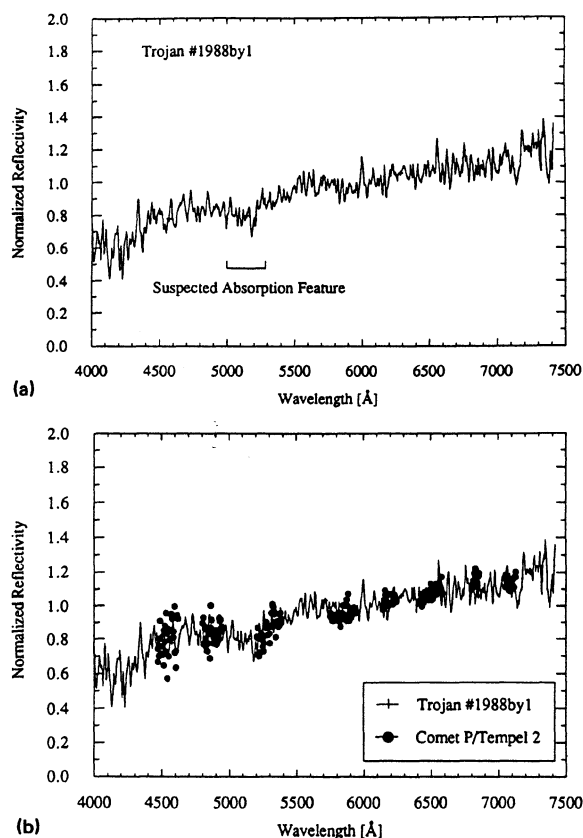 2.0
Trojan #1988by1
1.8
1.6
1.4
1.2
1.0
0.8
0.6
0.4
Suspected Absorption Feature
0.2
0.0
Normalized Reflectivity
4000 4500 5000 5500 6000 6500 7000 7500
Wavelength [Å]
(a)
2.0
1.8
1.6
1.4
1.2
1.0
0.8
0.6
0.4
0.2
0.0
Normalized Reflectivity
Trojan #1988by1
Comet P/Tempel 2
4000 4500 5000 5500 6000 6500 7000 7500
Wavelength [Å]
(b)